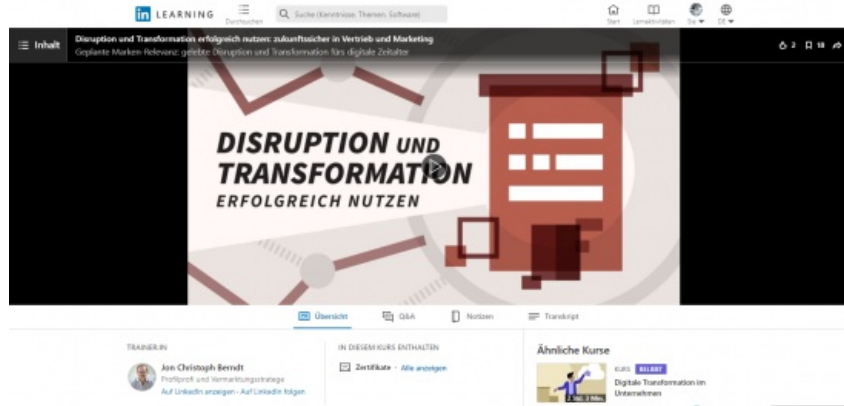 in LEARNING
Durchsuchen
Suche (Kenntnisse, Themen, Software)
Start
Lernaktivitäten
Sie
DE
Inhalt
Disruption und Transformation erfolgreich nutzen: zukunftssicher in Vertrieb und Marketing
Geplante Marken-Relevanz: gelebte Disruption und Transformation fürs digitale Zeitalter
2
18
DISRUPTION UND
TRANSFORMATION
ERFOLGREICH NUTZEN
Übersicht
Q&A
Notizen
Transkript
TRAINER:IN
Jon Christoph Berndt
Profilprofi und Vermarktungsstratege
Auf LinkedIn anzeigen · Auf LinkedIn folgen
IN DIESEM KURS ENTHALTEN
Zertifikate · Alle anzeigen
Ähnliche Kurse
KURS BELIEBT
Digitale Transformation im
Unternehmen